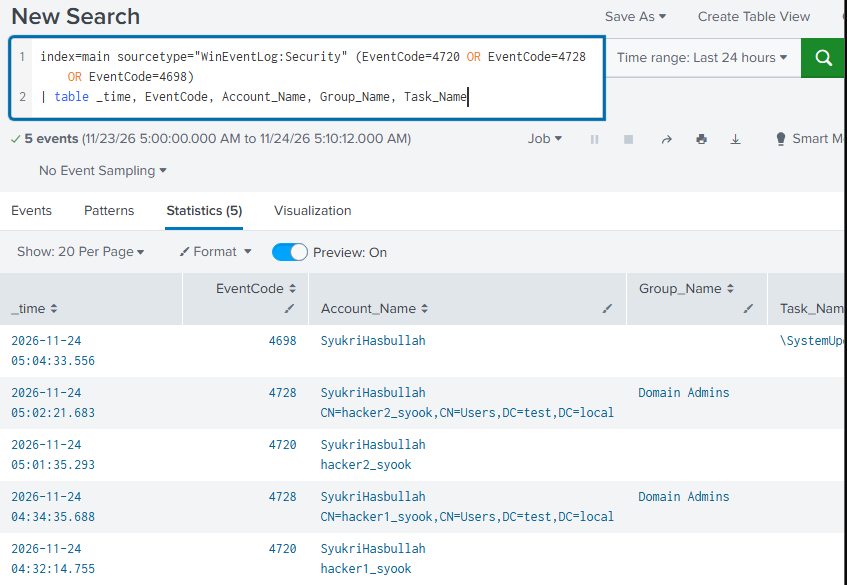 New Search
Save As
Create Table View
1 index=main sourcetype="WinEventLog:Security" (EventCode=4720 OR EventCode=4728
OR EventCode=4698)
2 | table _time, EventCode, Account_Name, Group_Name, Task_Name
Time range: Last 24 hours
5 events (11/23/26 5:00:00.000 AM to 11/24/26 5:10:12.000 AM)
Job
Smart M
No Event Sampling
Events
Patterns
Statistics (5)
Visualization
Show: 20 Per Page
Format
Preview: On
_time
EventCode
Account_Name
Group_Name
Task_Nam
2026-11-24
05:04:33.556
4698
SyukriHasbullah
\SystemUp
2026-11-24
05:02:21.683
4728
SyukriHasbullah
CN=hacker2_syook,CN=Users,DC=test,DC=local
Domain Admins
2026-11-24
05:01:35.293
4720
SyukriHasbullah
hacker2_syook
2026-11-24
04:34:35.688
4728
SyukriHasbullah
CN=hacker1_syook,CN=Users,DC=test,DC=local
Domain Admins
2026-11-24
04:32:14.755
4720
SyukriHasbullah
hacker1_syook